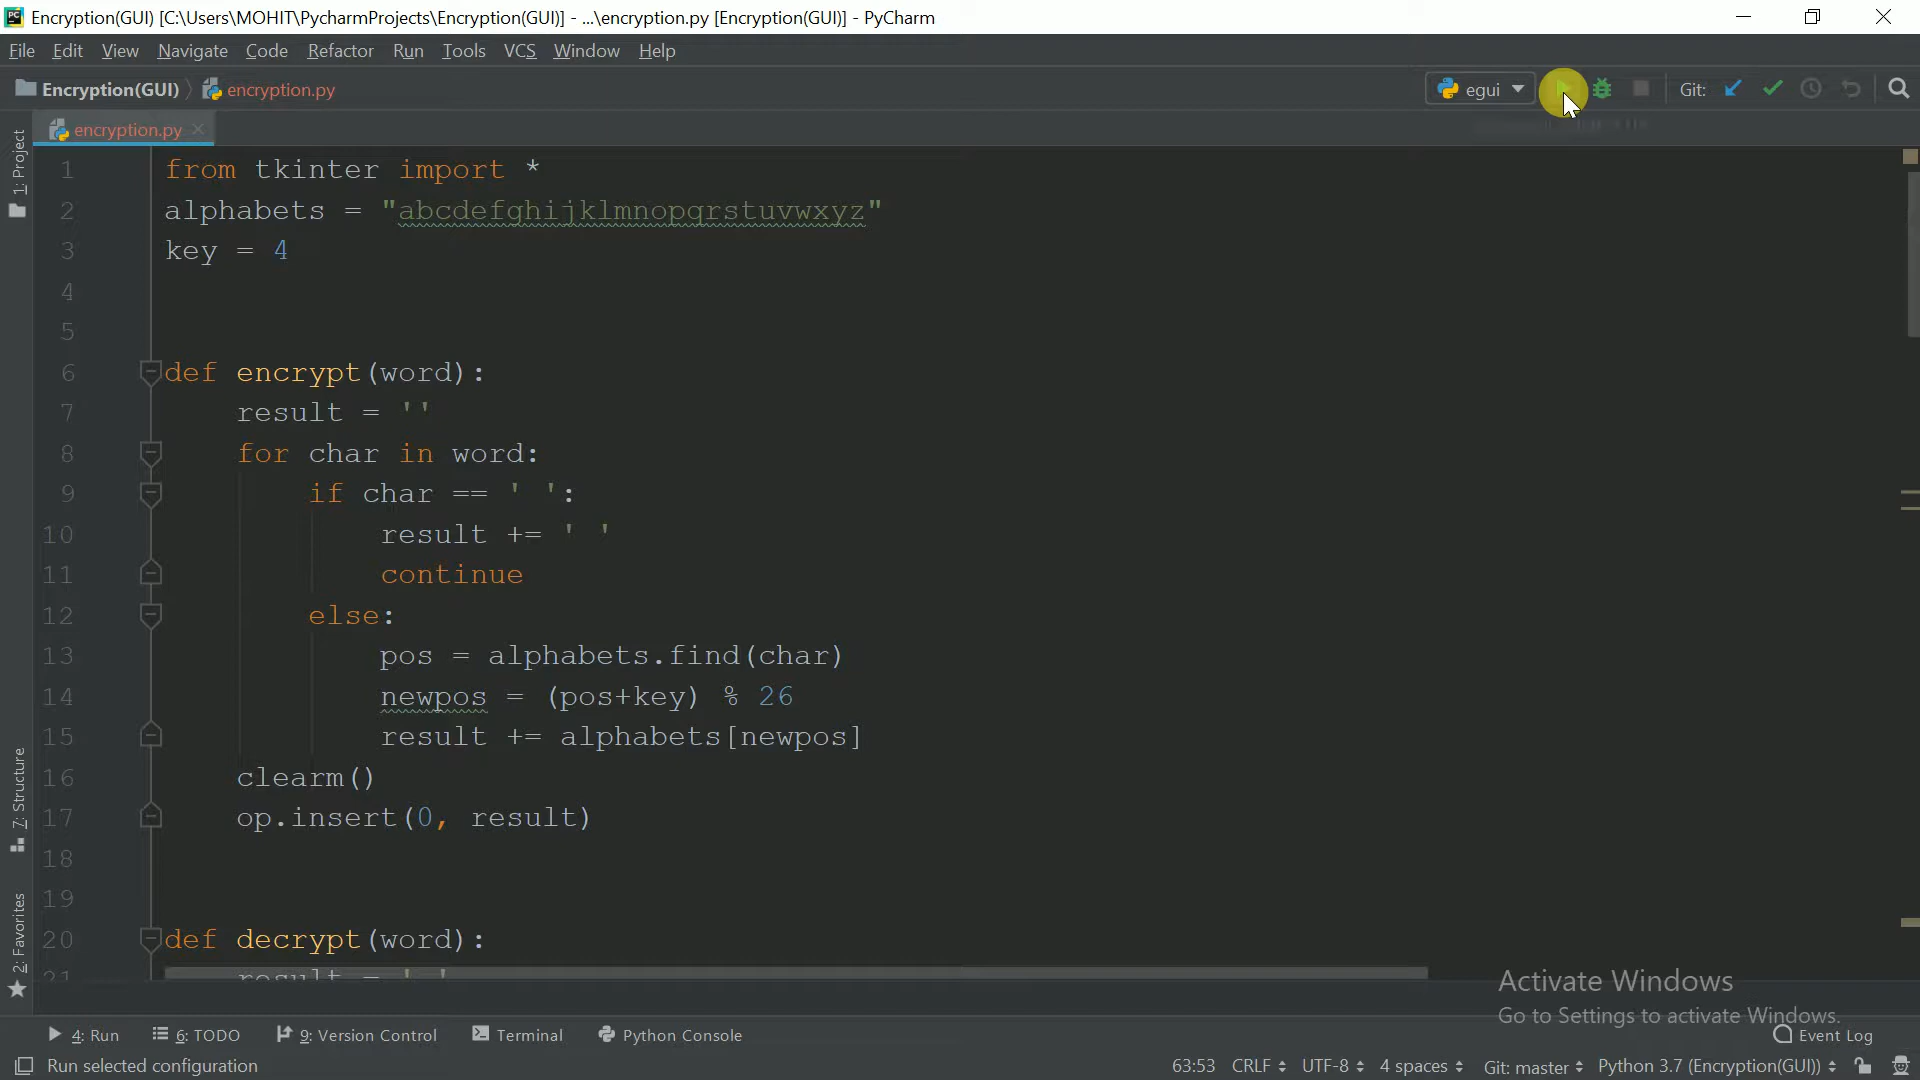 Encryption(GUI) [C:\Users\MOHIT\PycharmProjects\Encryption(GUI)] - ...\encryption.py [Encryption(GUI)] - PyCharm
File Edit View Navigate Code Refactor Run Tools VCS Window Help
Encryption(GUI) encryption.py egui Git:
encryption.py
1: Project
7: Structure
2: Favorites
1 from tkinter import *
2 alphabets = "abcdefghijklmnopqrstuvwxyz"
3 key = 4
4
5
6 def encrypt(word):
7 result = ''
8 for char in word:
9 if char == ' ':
10 result += ' '
11 continue
12 else:
13 pos = alphabets.find(char)
14 newpos = (pos+key) % 26
15 result += alphabets[newpos]
16 clearm()
17 op.insert(0, result)
18
19
20 def decrypt(word):
21 result = ' '
Activate Windows
Go to Settings to activate Windows.
4: Run 6: TODO 9: Version Control Terminal Python Console Event Log
Run selected configuration 63:53 CRLF UTF-8 4 spaces Git: master Python 3.7 (Encryption(GUI))